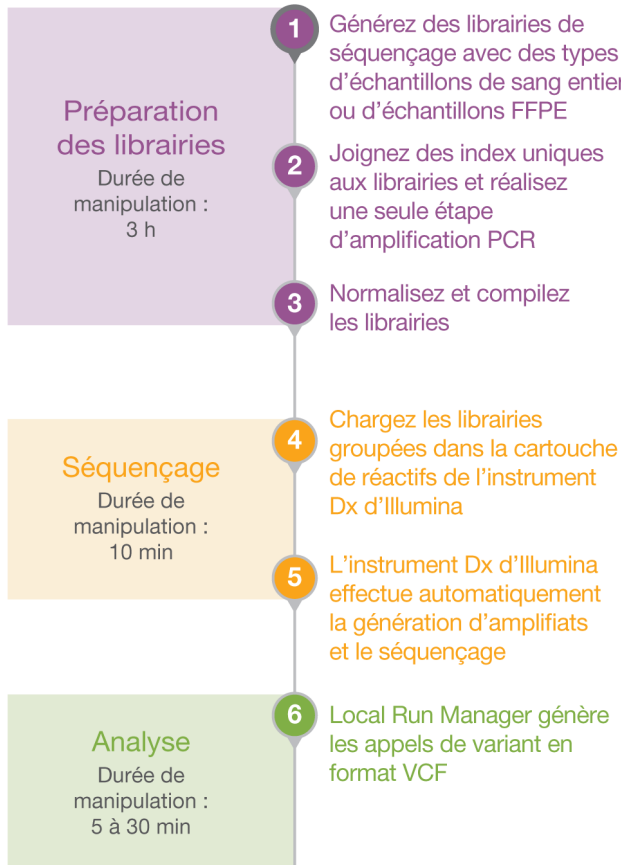 Préparation
des librairies
Durée de
manipulation :
3 h
1
Générez des librairies de
séquençage avec des types
d'échantillons de sang entier
ou d'échantillons FFPE
2
Joignez des index uniques
aux librairies et réalisez
une seule étape
d'amplification PCR
3
Normalisez et compilez
les librairies
Séquençage
Durée de
manipulation :
10 min
4
Chargez les librairies
groupées dans la cartouche
de réactifs de l'instrument
Dx d'Illumina
5
L'instrument Dx d'Illumina
effectue automatiquement
la génération d'amplifiats
et le séquençage
Analyse
Durée de
manipulation :
5 à 30 min
6
Local Run Manager génère
les appels de variant en
format VCF